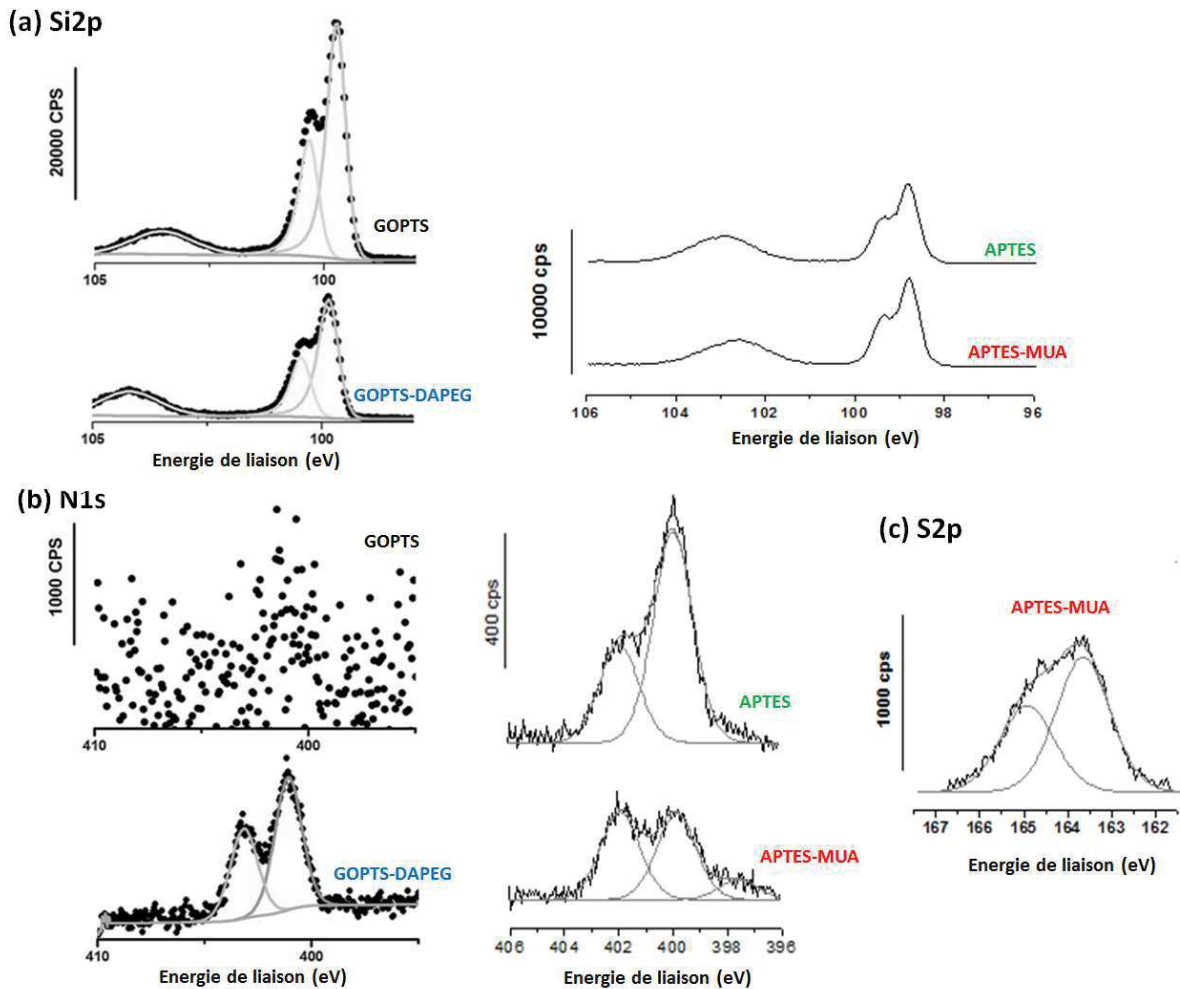 (a) Si2p
20000 CPS
GOPTS
105 100
GOPTS-DAPEG
105 100
Energie de liaison (eV)
10000 cps
APTES
APTES-MUA
106 104 102 100 98 96
Energie de liaison (eV)
(b) N1s
1000 CPS
GOPTS
410 400
GOPTS-DAPEG
410 400
Energie de liaison (eV)
400 cps
APTES
APTES-MUA
406 404 402 400 398 396
Energie de liaison (eV)
(c) S2p
APTES-MUA
1000 cps
167 166 165 164 163 162
Energie de liaison (eV)